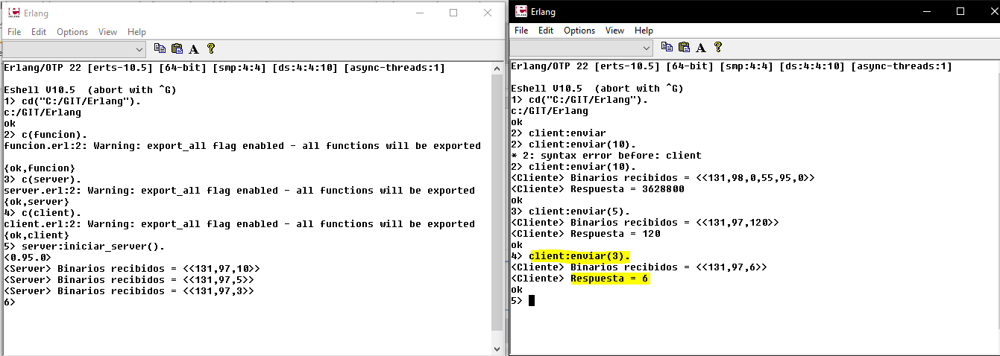 Erlang
File Edit Options View Help
Erlang/OTP 22 [erts-10.5] [64-bit] [smp:4:4] [ds:4:4:10] [async-threads:1]
Eshell V10.5  (abort with ^G)
1> cd("C:/GIT/Erlang").
c:/GIT/Erlang
ok
2> c(funcion).
funcion.erl:2: Warning: export_all flag enabled - all functions will be exported
{ok,funcion}
3> c(server).
server.erl:2: Warning: export_all flag enabled - all functions will be exported
{ok,server}
4> c(client).
client.erl:2: Warning: export_all flag enabled - all functions will be exported
{ok,client}
5> server:iniciar_server().
<0.95.0>
<Server> Binarios recibidos = <<131,97,10>>
<Server> Binarios recibidos = <<131,97,5>>
<Server> Binarios recibidos = <<131,97,3>>
6>
Erlang
File Edit Options View Help
Erlang/OTP 22 [erts-10.5] [64-bit] [smp:4:4] [ds:4:4:10] [async-threads:1]
Eshell V10.5  (abort with ^G)
1> cd("C:/GIT/Erlang").
c:/GIT/Erlang
ok
2> client:enviar
2> client:enviar(10).
* 2: syntax error before: client
2> client:enviar(10).
<Cliente> Binarios recibidos = <<131,98,0,55,95,0>>
<Cliente> Respuesta = 3628800
ok
3> client:enviar(5).
<Cliente> Binarios recibidos = <<131,97,120>>
<Cliente> Respuesta = 120
ok
4> client:enviar(3).
<Cliente> Binarios recibidos = <<131,97,6>>
<Cliente> Respuesta = 6
ok
5>